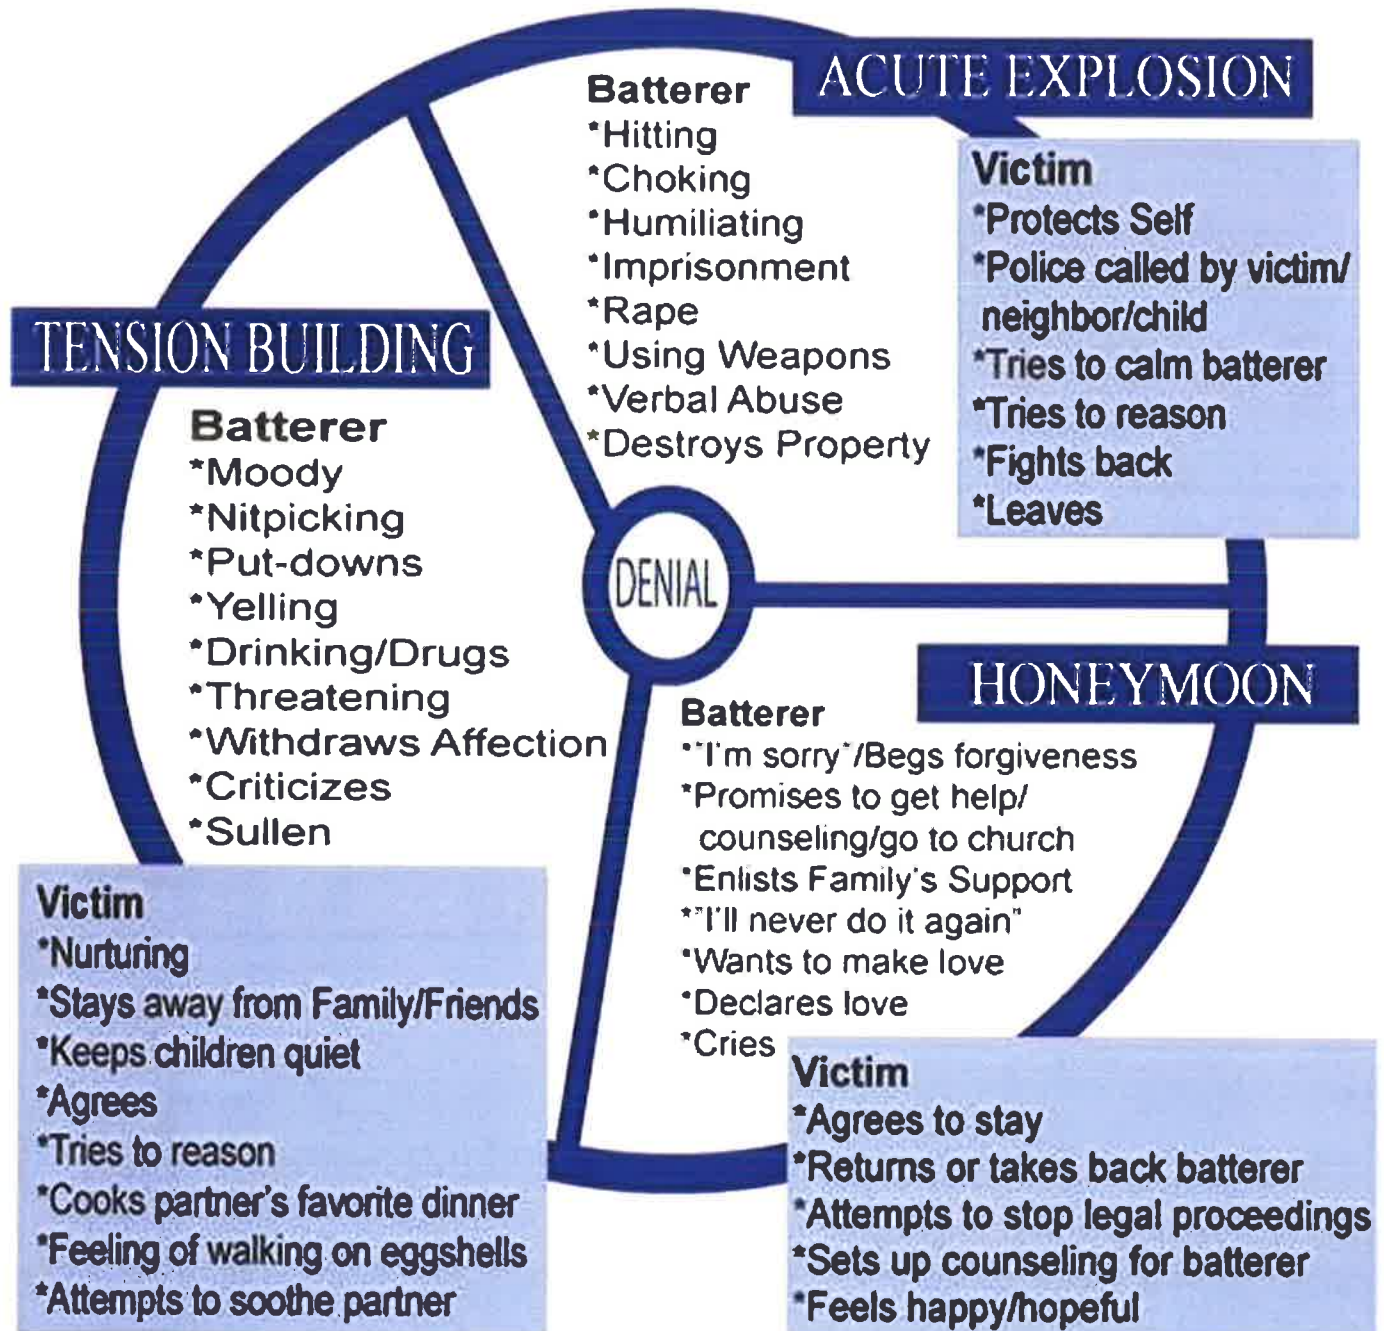 ACUTE EXPLOSION
Batterer
*Hitting
*Choking
*Humiliating
*Imprisonment
*Rape
*Using Weapons
*Verbal Abuse
*Destroys Property
Victim
*Protects Self
*Police called by victim/
neighbor/child
*Tries to calm batterer
*Tries to reason
*Fights back
*Leaves
TENSION BUILDING
Batterer
*Moody
*Nitpicking
*Put-downs
*Yelling
*Drinking/Drugs
*Threatening
*Withdraws Affection
*Criticizes
*Sullen
Victim
*Nurturing
*Stays away from Family/Friends
*Keeps children quiet
*Agrees
*Tries to reason
*Cooks partner's favorite dinner
*Feeling of walking on eggshells
*Attempts to soothe partner
DENIAL
HONEYMOON
Batterer
*"I'm sorry"/Begs forgiveness
*Promises to get help/
counseling/go to church
*Enlists Family's Support
*"I'll never do it again"
*Wants to make love
*Declares love
*Cries
Victim
*Agrees to stay
*Returns or takes back batterer
*Attempts to stop legal proceedings
*Sets up counseling for batterer
*Feels happy/hopeful